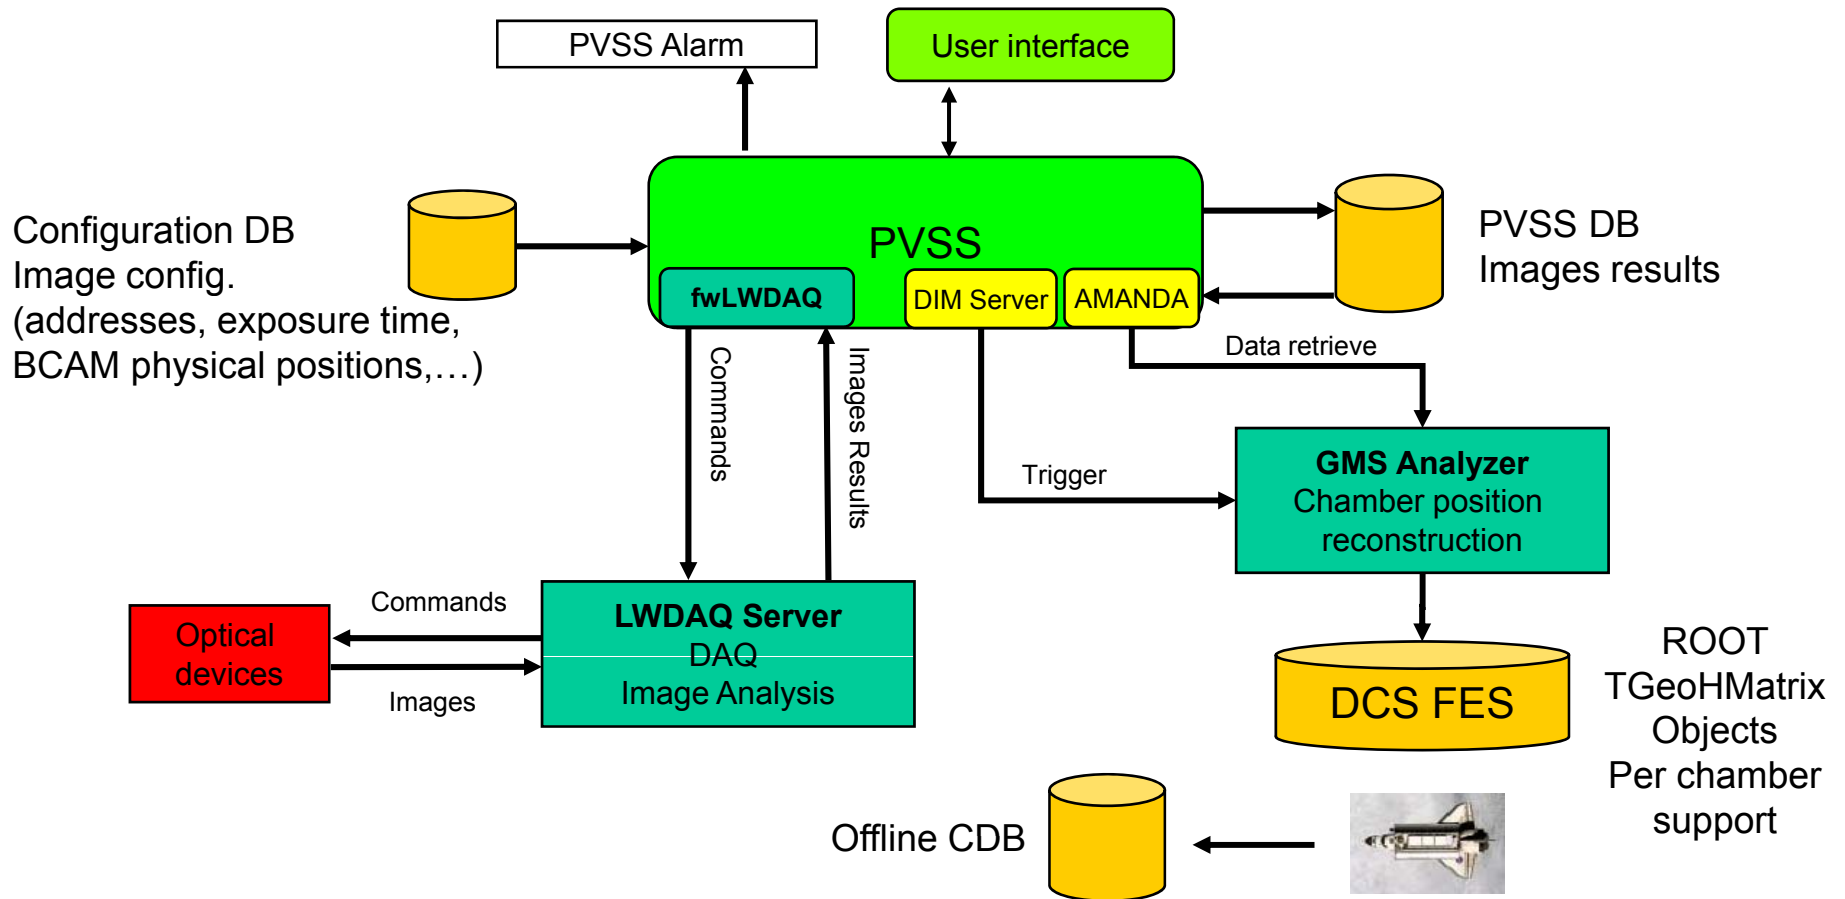 PVSS Alarm
User interface
Configuration DB
Image config.
(addresses, exposure time,
BCAM physical positions,…)
PVSS
fwLWDAQ
DIM Server
AMANDA
PVSS DB
Images results
Commands
Images Results
Data retrieve
Trigger
GMS Analyzer
Chamber position
reconstruction
Optical
devices
Commands
Images
LWDAQ Server
DAQ
Image Analysis
DCS FES
ROOT
TGeoHMatrix
Objects
Per chamber
support
Offline CDB